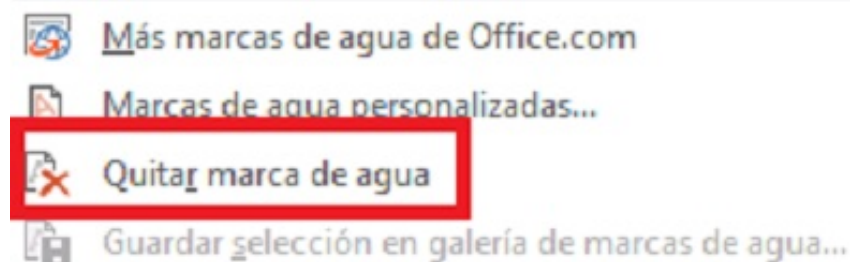 Más marcas de agua de Office.com
Marcas de agua personalizadas...
Quitar marca de agua
Guardar selección en galería de marcas de agua...